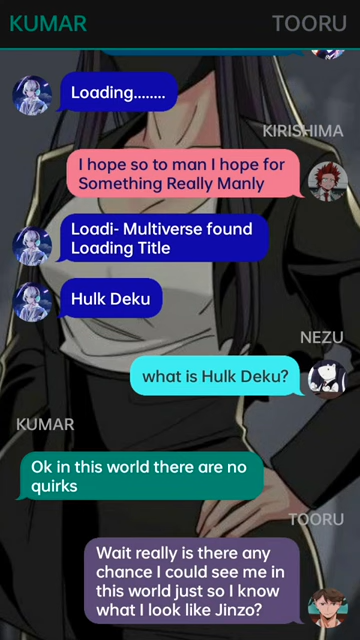 KUMAR TOORU
Loading........
KIRISHIMA
I hope so to man I hope for
Something Really Manly
Loadi- Multiverse found
Loading Title
Hulk Deku
NEZU
what is Hulk Deku?
KUMAR
Ok in this world there are no
quirks
TOORU
Wait really is there any
chance I could see me in
this world just so I know
what I look like Jinzo?